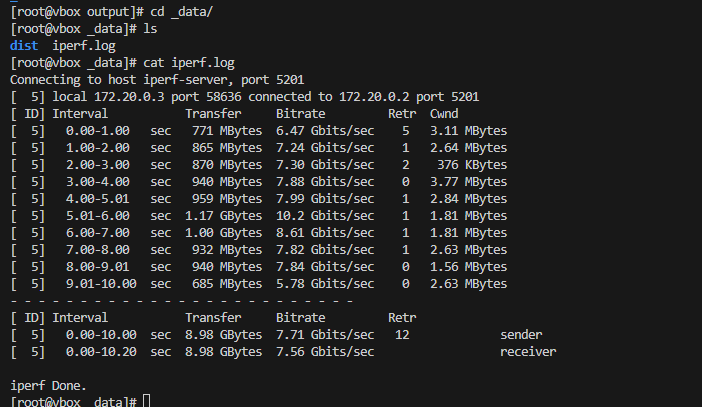 [root@vbox output]# cd _data/
[root@vbox _data]# ls
dist  iperf.log
[root@vbox _data]# cat iperf.log
Connecting to host iperf-server, port 5201
[  5] local 172.20.0.3 port 58636 connected to 172.20.0.2 port 5201
[ ID] Interval           Transfer     Bitrate         Retr  Cwnd
[  5]   0.00-1.00   sec   771 MBytes  6.47 Gbits/sec    5   3.11 MBytes
[  5]   1.00-2.00   sec   865 MBytes  7.24 Gbits/sec    1   2.64 MBytes
[  5]   2.00-3.00   sec   870 MBytes  7.30 Gbits/sec    2    376 KBytes
[  5]   3.00-4.00   sec   940 MBytes  7.88 Gbits/sec    0   3.77 MBytes
[  5]   4.00-5.01   sec   959 MBytes  7.99 Gbits/sec    1   2.84 MBytes
[  5]   5.01-6.00   sec  1.17 GBytes  10.2 Gbits/sec    1   1.81 MBytes
[  5]   6.00-7.00   sec  1.00 GBytes  8.61 Gbits/sec    1   1.81 MBytes
[  5]   7.00-8.00   sec   932 MBytes  7.82 Gbits/sec    1   2.63 MBytes
[  5]   8.00-9.01   sec   940 MBytes  7.84 Gbits/sec    0   1.56 MBytes
[  5]   9.01-10.00  sec   685 MBytes  5.78 Gbits/sec    0   2.63 MBytes
- - - - - - - - - - - - - - - - - - - - - - - - -
[ ID] Interval           Transfer     Bitrate         Retr
[  5]   0.00-10.00  sec  8.98 GBytes  7.71 Gbits/sec   12             sender
[  5]   0.00-10.20  sec  8.98 GBytes  7.56 Gbits/sec                  receiver
iperf Done.
[root@vbox _data]#